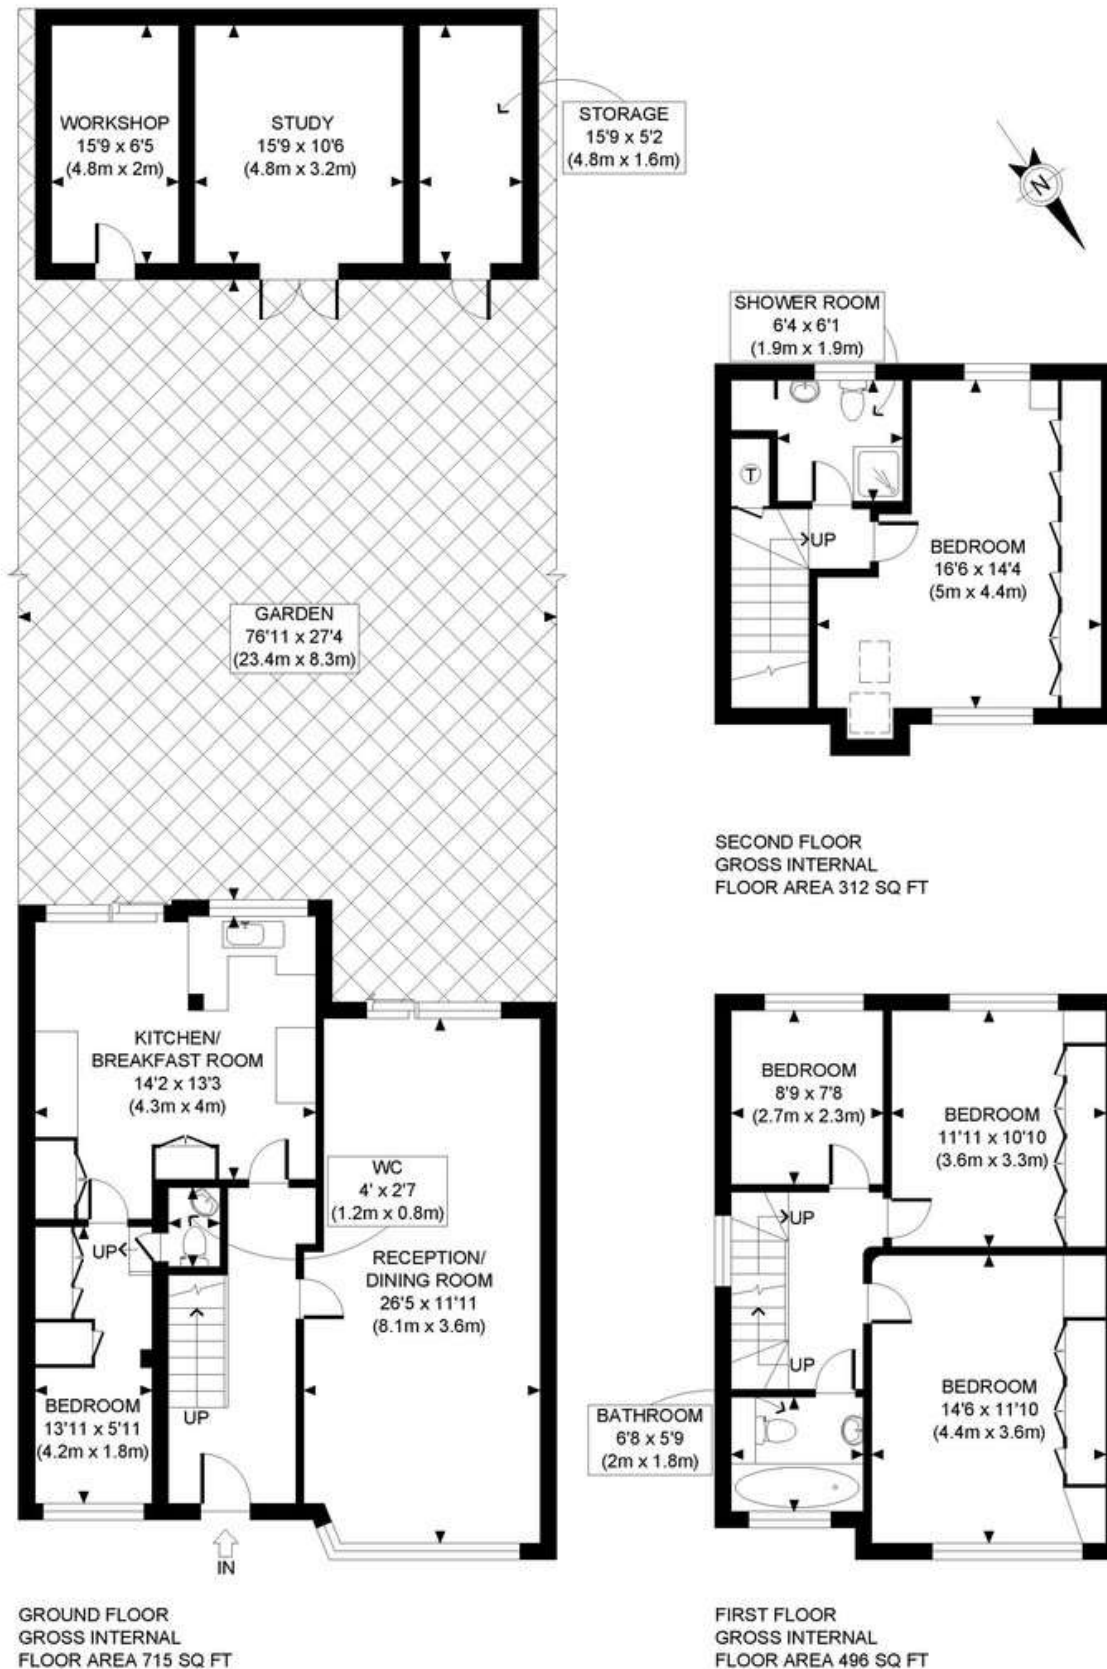 WORKSHOP
15'9 x 6'5
(4.8m x 2m)
STUDY
15'9 x 10'6
(4.8m x 3.2m)
STORAGE
15'9 x 5'2
(4.8m x 1.6m)
N
SHOWER ROOM
6'4 x 6'1
(1.9m x 1.9m)
T
UP
BEDROOM
16'6 x 14'4
(5m x 4.4m)
GARDEN
76'11 x 27'4
(23.4m x 8.3m)
SECOND FLOOR
GROSS INTERNAL
FLOOR AREA 312 SQ FT
KITCHEN/
BREAKFAST ROOM
14'2 x 13'3
(4.3m x 4m)
WC
4' x 2'7
(1.2m x 0.8m)
UP
RECEPTION/
DINING ROOM
26'5 x 11'11
(8.1m x 3.6m)
BEDROOM
13'11 x 5'11
(4.2m x 1.8m)
UP
IN
GROUND FLOOR
GROSS INTERNAL
FLOOR AREA 715 SQ FT
BEDROOM
8'9 x 7'8
(2.7m x 2.3m)
BEDROOM
11'11 x 10'10
(3.6m x 3.3m)
UP
UP
BATHROOM
6'8 x 5'9
(2m x 1.8m)
BEDROOM
14'6 x 11'10
(4.4m x 3.6m)
FIRST FLOOR
GROSS INTERNAL
FLOOR AREA 496 SQ FT